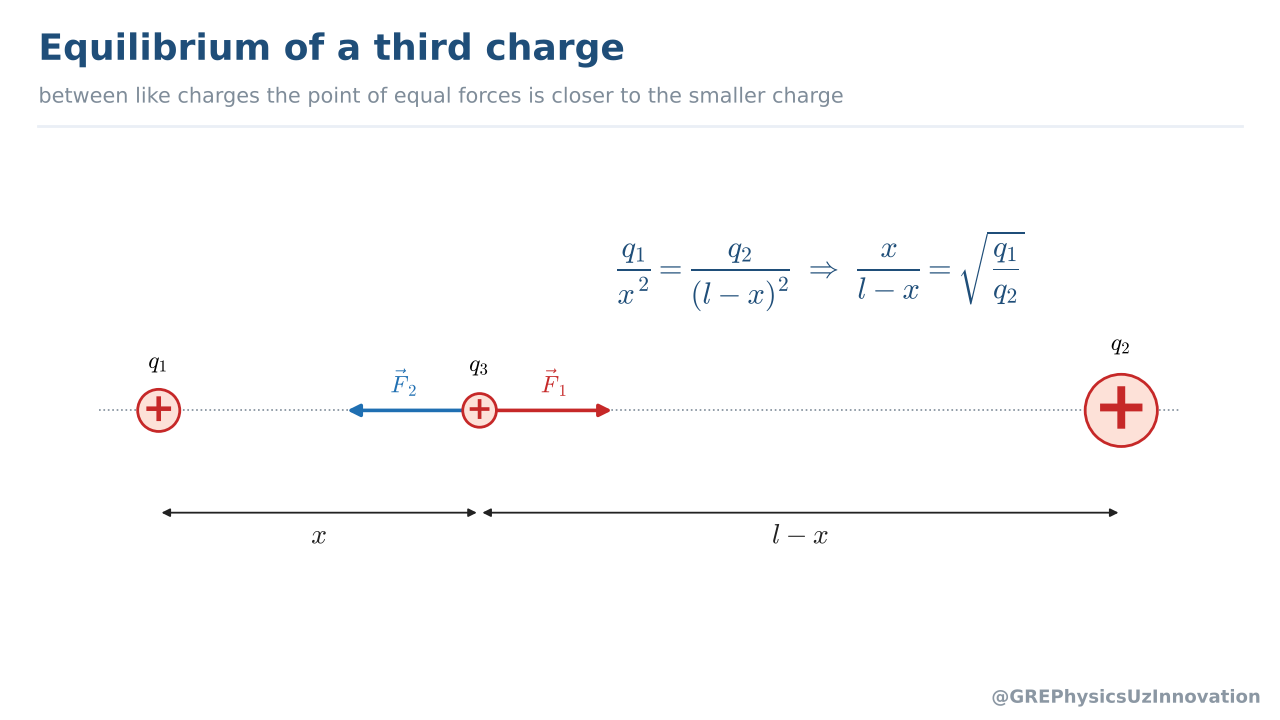 Equilibrium of a third charge
between like charges the point of equal forces is closer to the smaller charge
q₁/x² = q₂/(l − x)² ⇒ x/(l − x) = √(q₁/q₂)
q₁
F⃗₂
q₃
F⃗₁
q₂
+
+
+
x
l − x
@GREPhysicsUzInnovation